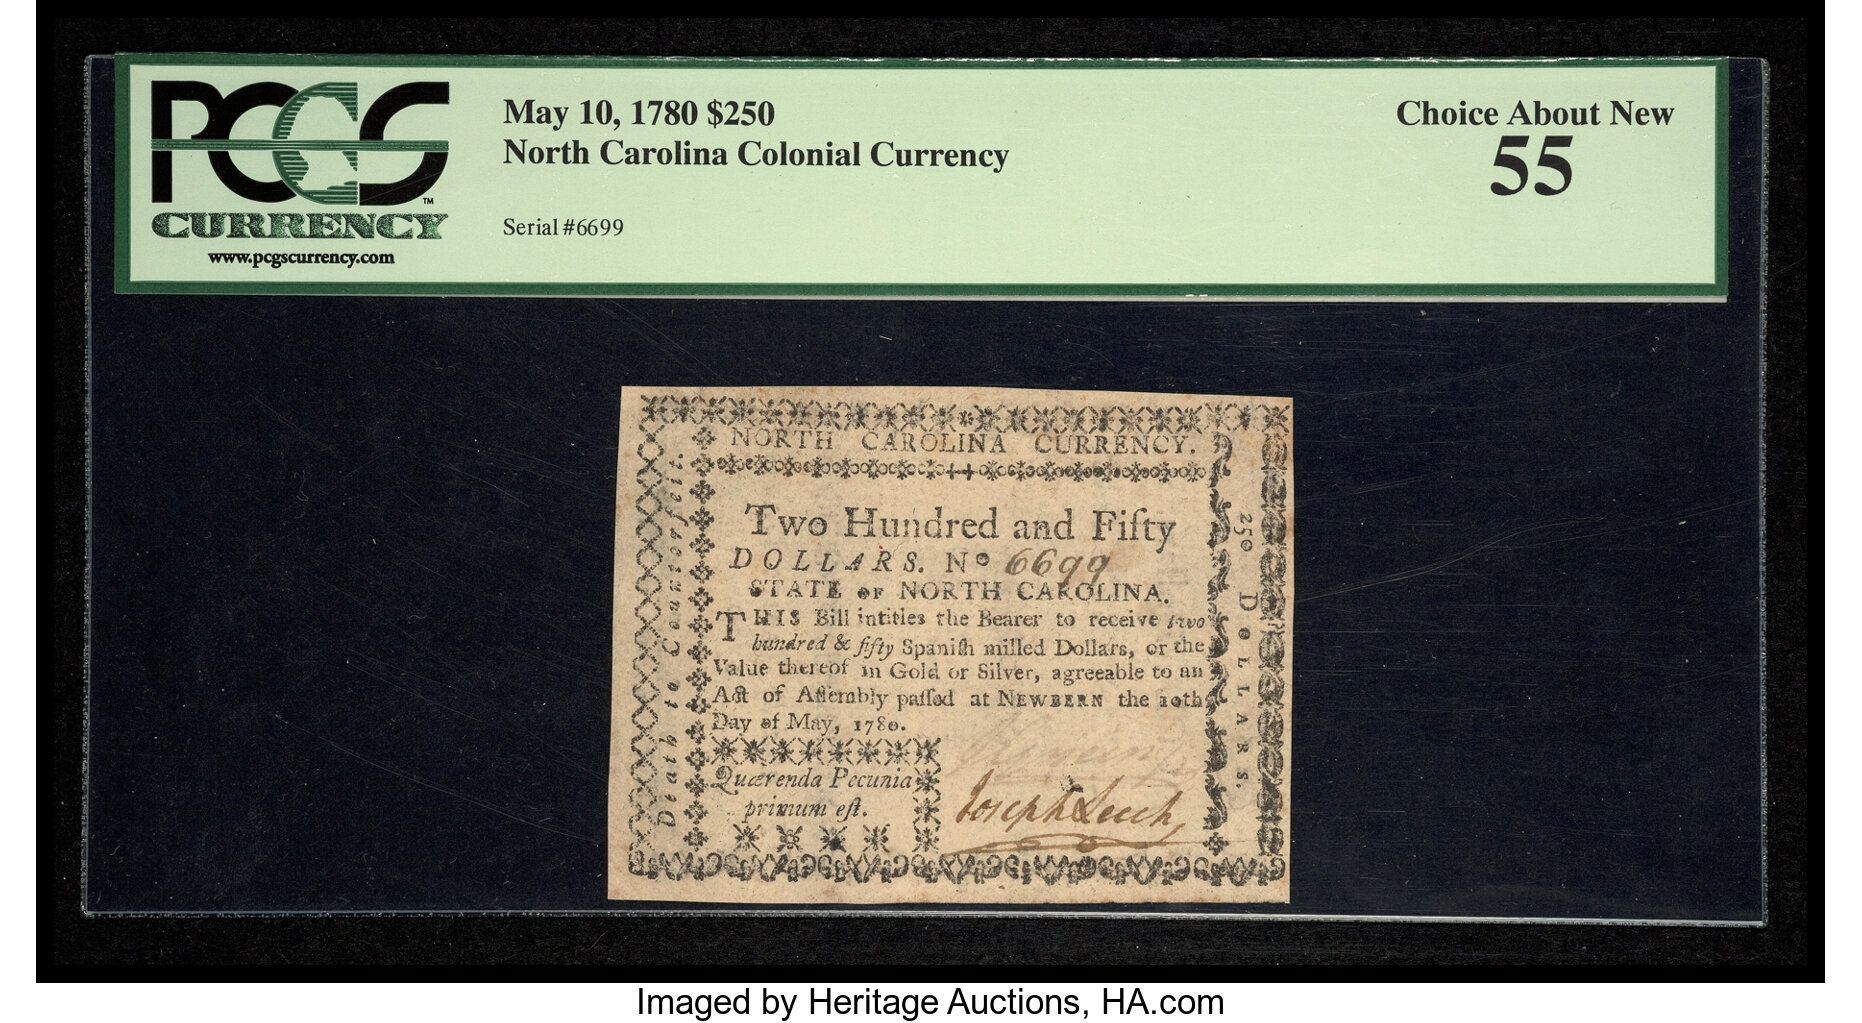 PCGS
CURRENCY
TM
www.pcgscurrency.com
May 10, 1780 $250
North Carolina Colonial Currency
Serial #6699
Choice About New
55
NORTH CAROLINA CURRENCY.
Two Hundred and Fifty
DOLLARS. No 6699
STATE OF NORTH CAROLINA.
THIS Bill intitles the Bearer to receive two
hundred & fifty Spanish milled Dollars, or the
Value thereof in Gold or Silver, agreeable to an
Act of Assembly passed at NEWBERN the 10th
Day of May, 1780.
Quærenda Pecunia
primum est.
Joseph Leech
Death to Counterfeit.
250 DOLLARS.
Imaged by Heritage Auctions, HA.com